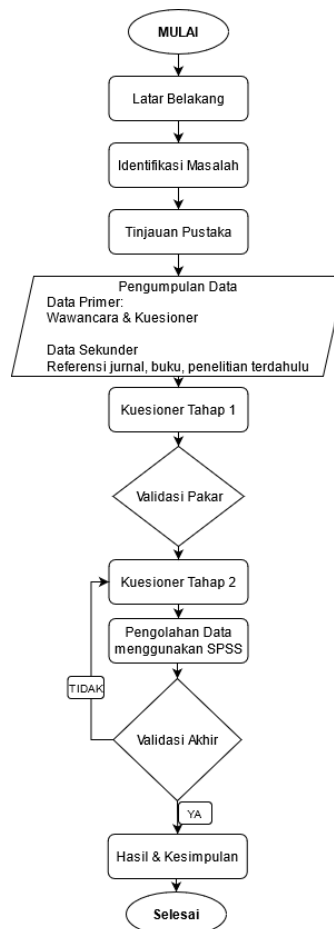 MULAI
Latar Belakang
Identifikasi Masalah
Tinjauan Pustaka
Pengumpulan Data
Data Primer:
Wawancara & Kuesioner
Data Sekunder
Referensi jurnal, buku, penelitian terdahulu
Kuesioner Tahap 1
Validasi Pakar
Kuesioner Tahap 2
Pengolahan Data
menggunakan SPSS
TIDAK
Validasi Akhir
YA
Hasil & Kesimpulan
Selesai